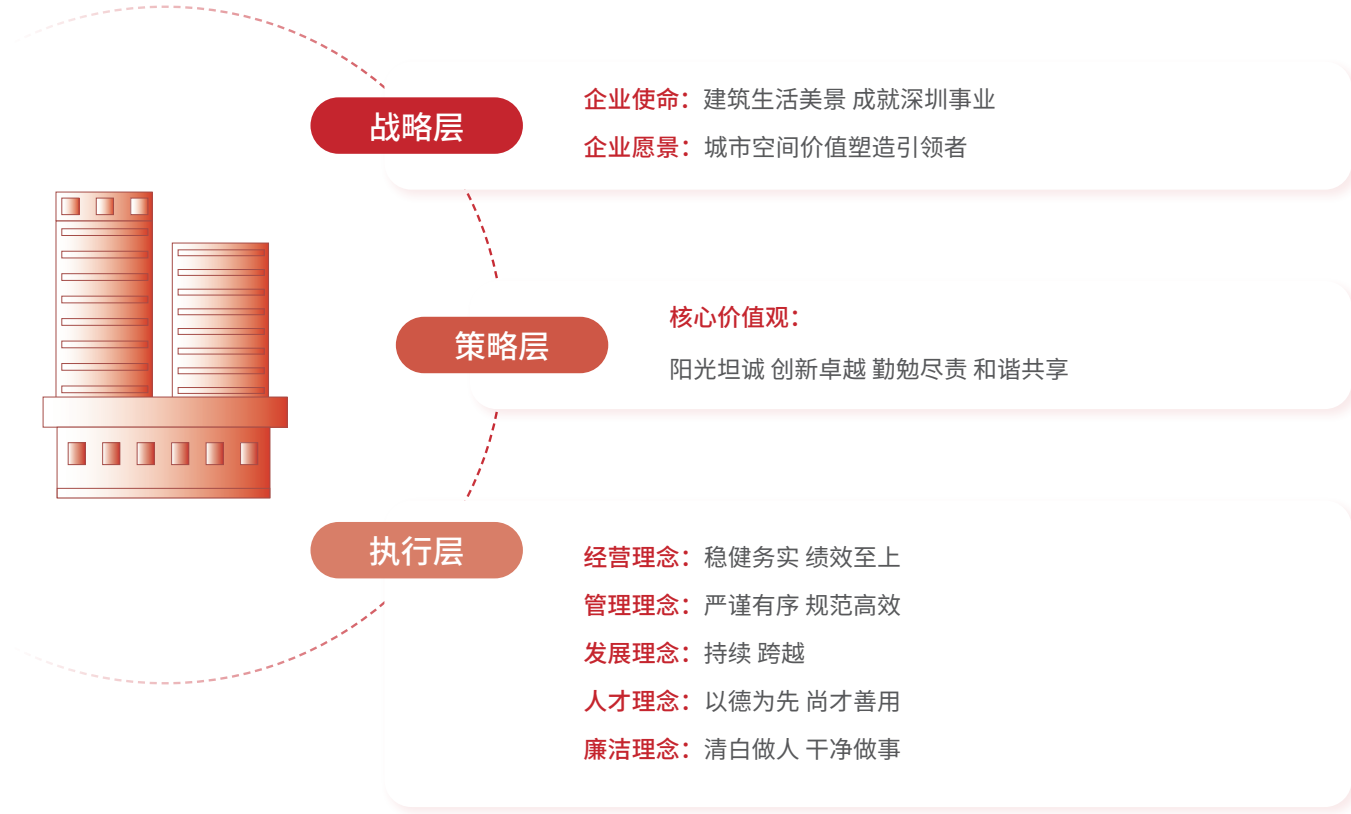 战略层
企业使命：建筑生活美景 成就深圳事业
企业愿景：城市空间价值塑造引领者
策略层
核心价值观：
阳光坦诚 创新卓越 勤勉尽责 和谐共享
执行层
经营理念：稳健务实 绩效至上
管理理念：严谨有序 规范高效
发展理念：持续 跨越
人才理念：以德为先 尚才善用
廉洁理念：清白做人 干净做事